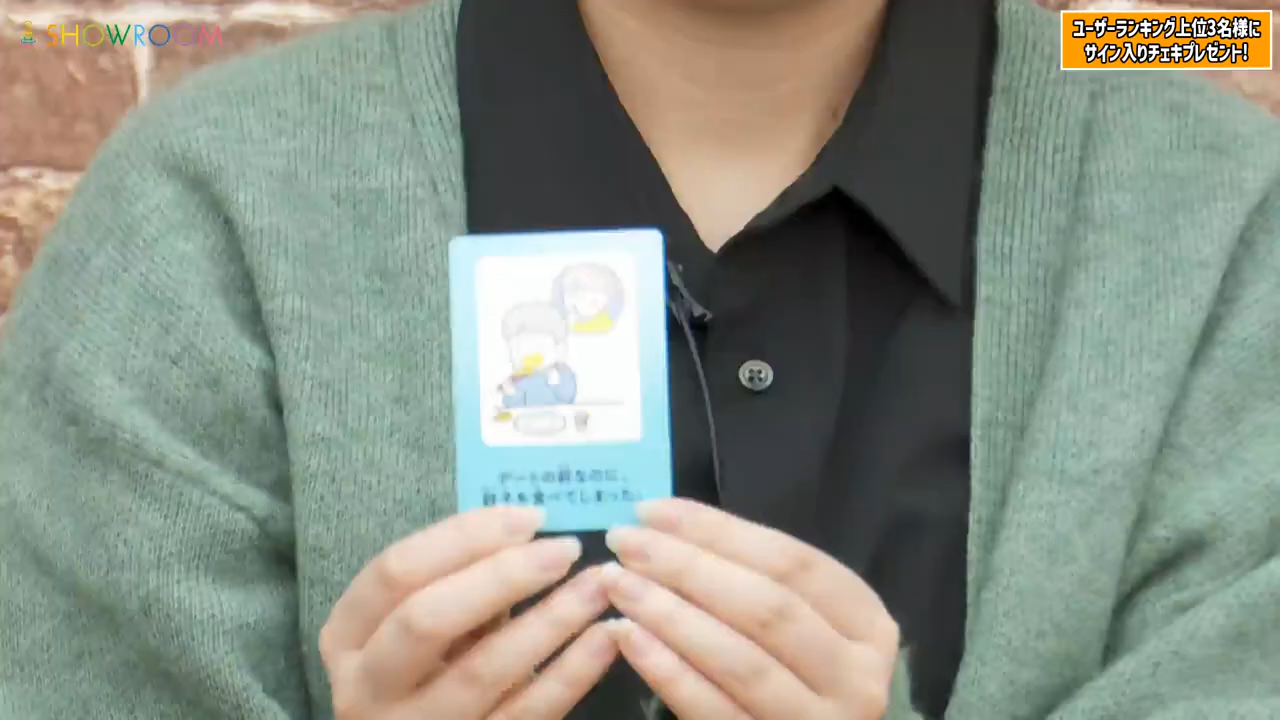 SHOWROOM
ユーザーランキング上位3名様に
サイン入りチェキプレゼント!
デートの前なのに、
餃子を食べてしまった。